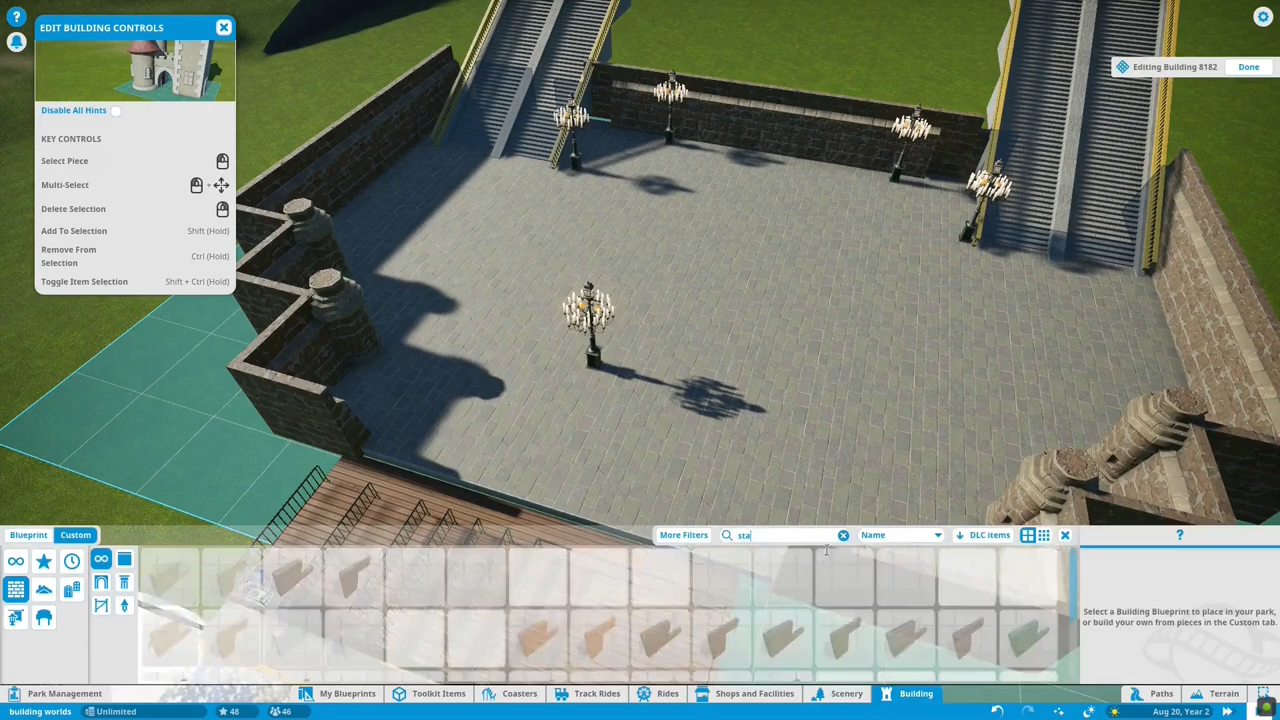 ?
EDIT BUILDING CONTROLS
Editing Building 8182 Done
Disable All Hints
KEY CONTROLS
Select Piece
Multi-Select
Delete Selection
Add To Selection Shift (Hold)
Remove From
Selection Ctrl (Hold)
Toggle Item Selection Shift + Ctrl (Hold)
Blueprint Custom More Filters sta Name DLC items ?
Select a Building Blueprint to place in your park,
or build your own from pieces in the Custom tab.
Park Management My Blueprints Toolkit Items Coasters Track Rides Rides Shops and Facilities Scenery Building Paths Terrain
building worlds Unlimited 48 46 Aug 20, Year 2